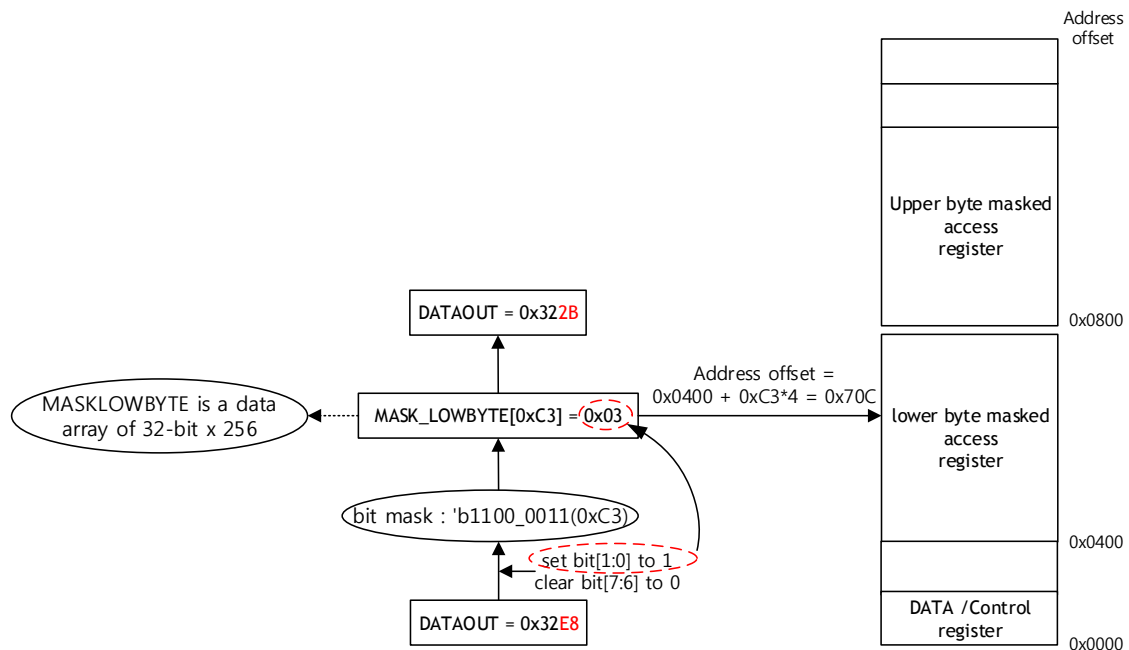 Address
offset
Upper byte masked
access
register
DATAOUT = 0x322B
0x0800
Address offset =
0x0400 + 0xC3*4 = 0x70C
MASKLOWBYTE is a data
array of 32-bit x 256
MASK_LOWBYTE[0xC3] = 0x03
lower byte masked
access
register
bit mask : 'b1100_0011(0xC3)
0x0400
set bit[1:0] to 1
clear bit[7:6] to 0
DATAOUT = 0x32E8
DATA /Control
register
0x0000